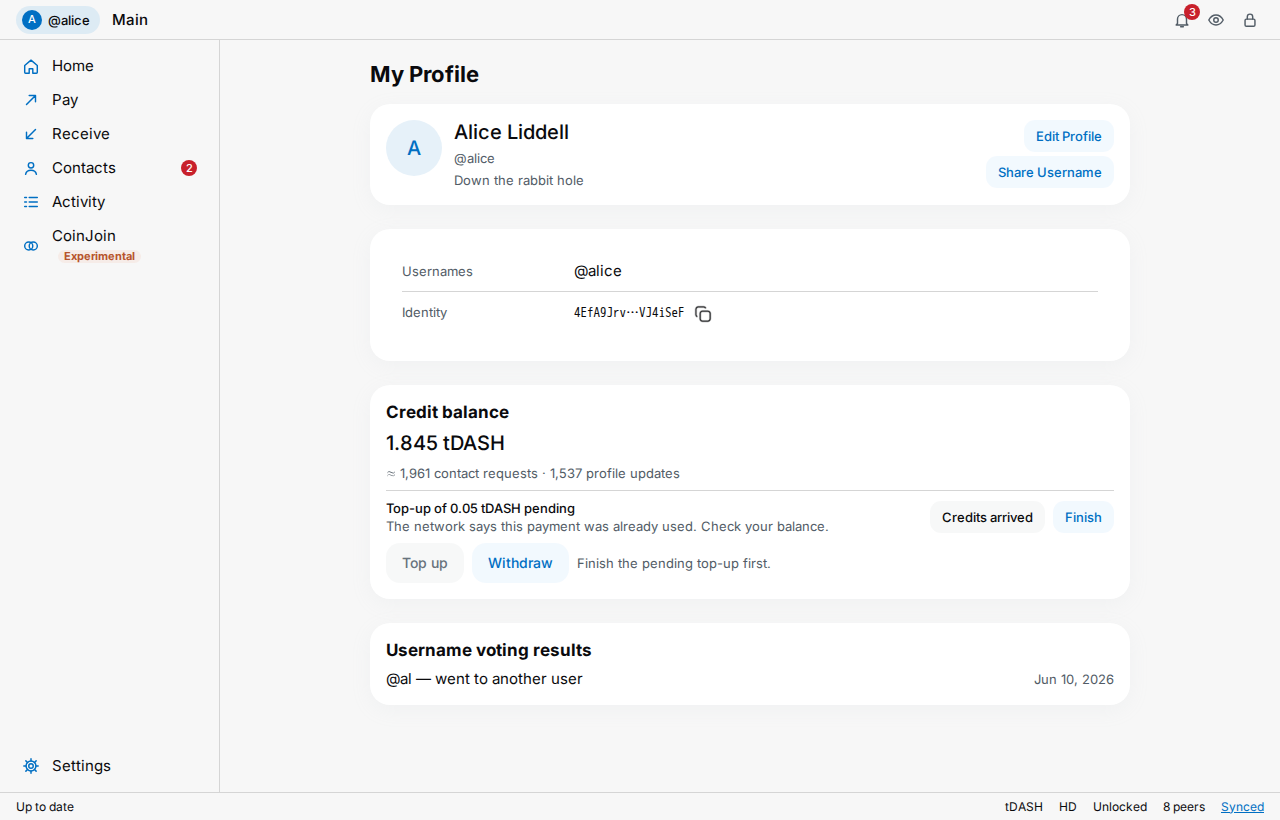 A @alice Main 3
Home
Pay
Receive
Contacts 2
Activity
CoinJoin
Experimental
Settings
My Profile
A
Alice Liddell
@alice
Down the rabbit hole
Edit Profile
Share Username
Usernames @alice
Identity 4EfA9Jrv…VJ4iSeF
Credit balance
1.845 tDASH
≈ 1,961 contact requests · 1,537 profile updates
Top-up of 0.05 tDASH pending
The network says this payment was already used. Check your balance.
Credits arrived Finish
Top up Withdraw Finish the pending top-up first.
Username voting results
@al — went to another user Jun 10, 2026
Up to date tDASH HD Unlocked 8 peers Synced